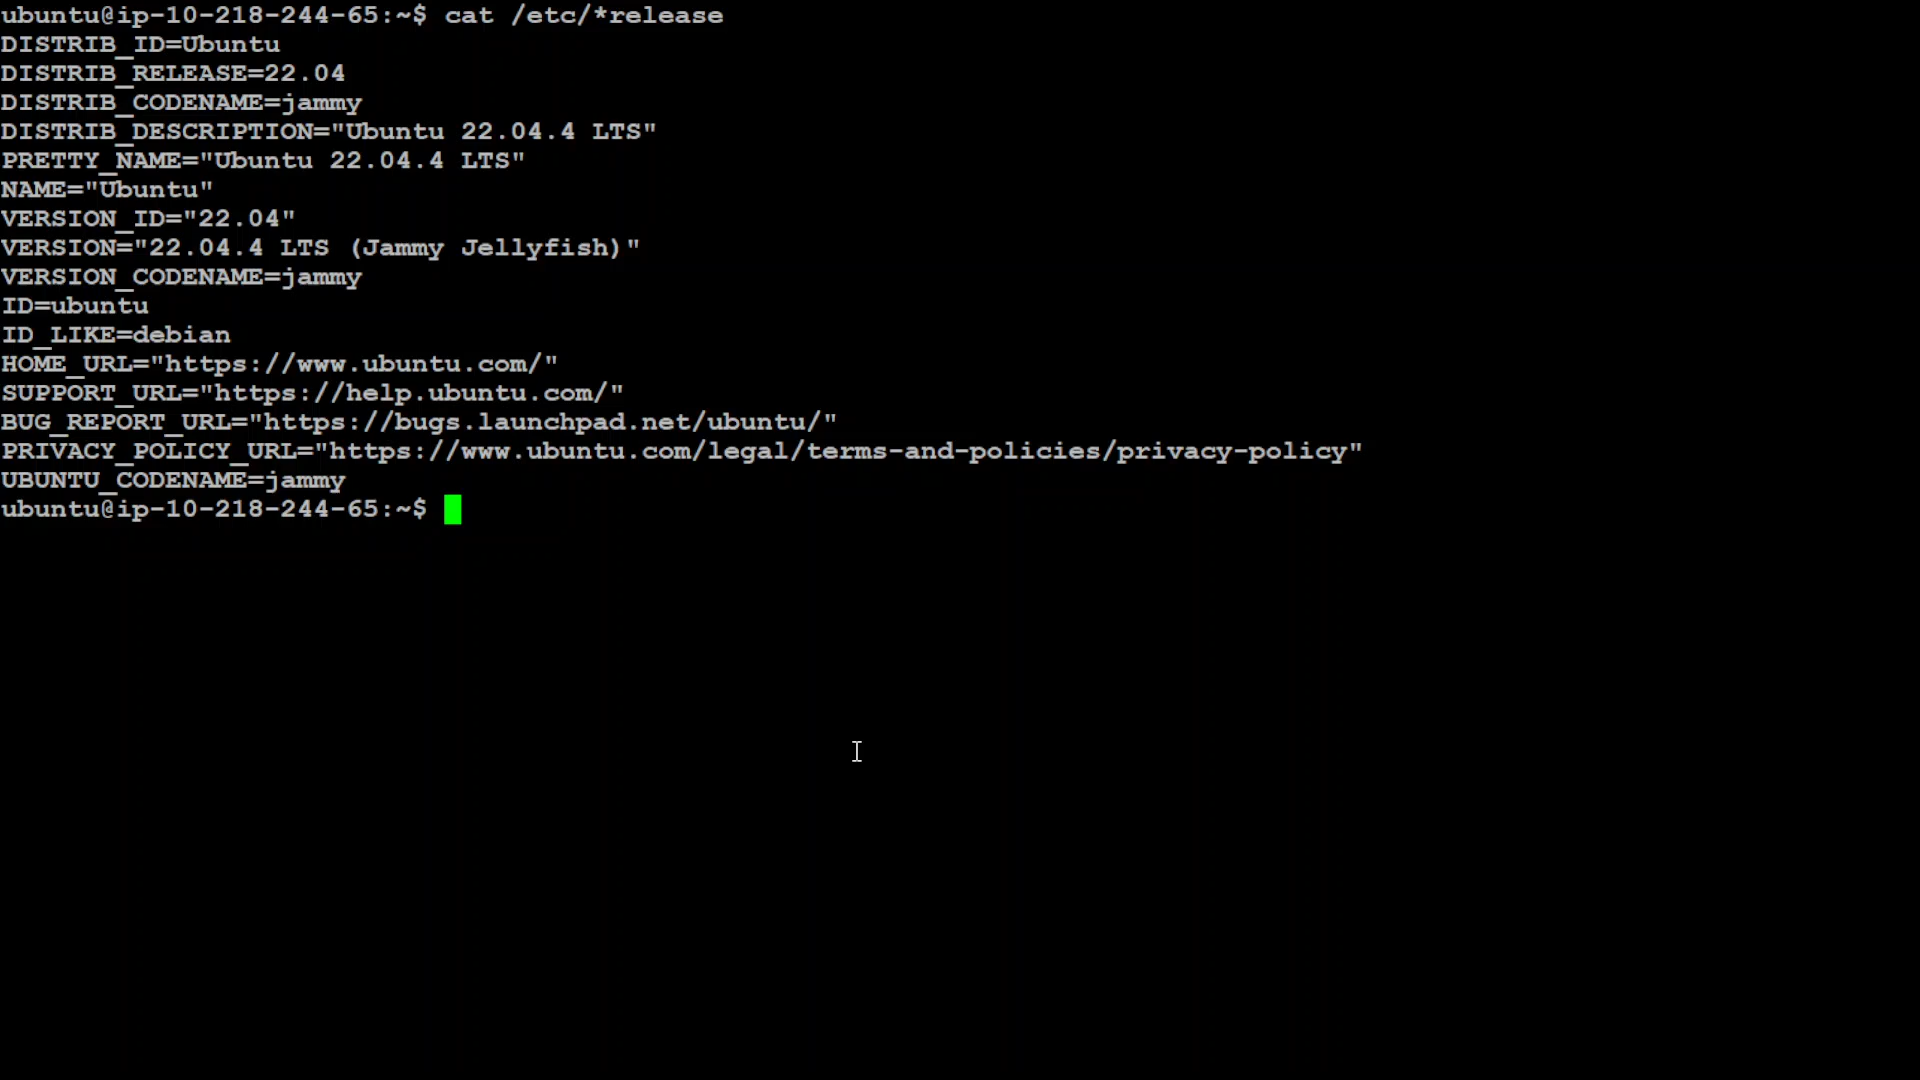 ubuntu@ip-10-218-244-65:~$ cat /etc/*release
DISTRIB_ID=Ubuntu
DISTRIB_RELEASE=22.04
DISTRIB_CODENAME=jammy
DISTRIB_DESCRIPTION="Ubuntu 22.04.4 LTS"
PRETTY_NAME="Ubuntu 22.04.4 LTS"
NAME="Ubuntu"
VERSION_ID="22.04"
VERSION="22.04.4 LTS (Jammy Jellyfish)"
VERSION_CODENAME=jammy
ID=ubuntu
ID_LIKE=debian
HOME_URL="https://www.ubuntu.com/"
SUPPORT_URL="https://help.ubuntu.com/"
BUG_REPORT_URL="https://bugs.launchpad.net/ubuntu/"
PRIVACY_POLICY_URL="https://www.ubuntu.com/legal/terms-and-policies/privacy-policy"
UBUNTU_CODENAME=jammy
ubuntu@ip-10-218-244-65:~$